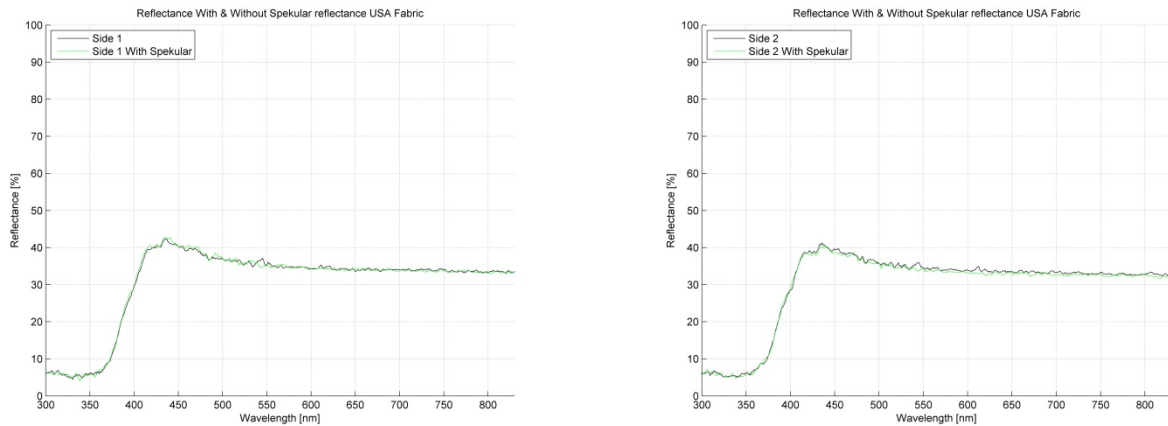 Reflectance With & Without Spekular reflectance USA Fabric
Side 1
Side 1 With Spekular
100
90
80
70
60
50
40
30
20
10
0
Reflectance [%]
300 350 400 450 500 550 600 650 700 750 800
Wavelength [nm]
Reflectance With & Without Spekular reflectance USA Fabric
Side 2
Side 2 With Spekular
100
90
80
70
60
50
40
30
20
10
0
Reflectance [%]
300 350 400 450 500 550 600 650 700 750 800
Wavelength [nm]